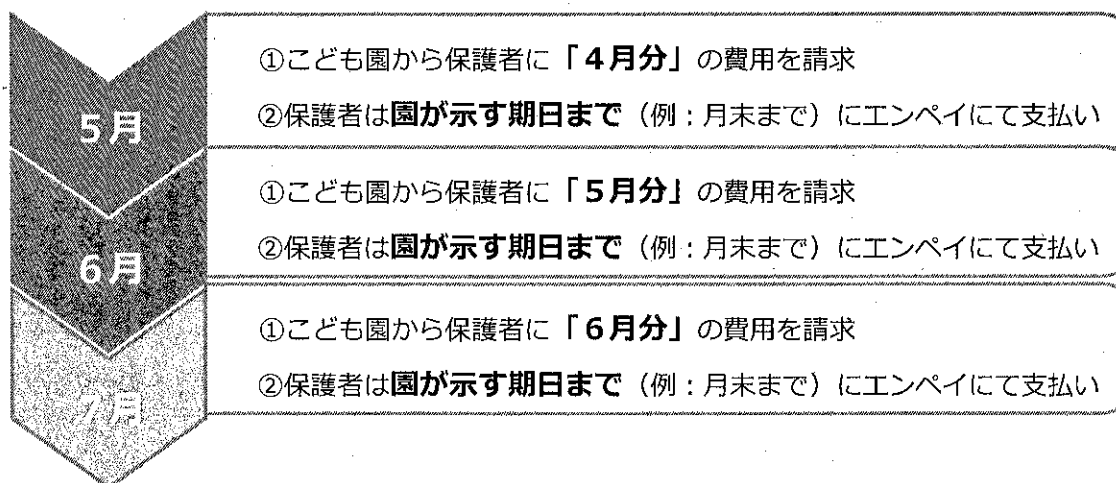 5月
①こども園から保護者に「４月分」の費用を請求
②保護者は園が示す期日まで（例：月末まで）にエンペイにて支払い
6月
①こども園から保護者に「５月分」の費用を請求
②保護者は園が示す期日まで（例：月末まで）にエンペイにて支払い
7月
①こども園から保護者に「６月分」の費用を請求
②保護者は園が示す期日まで（例：月末まで）にエンペイにて支払い